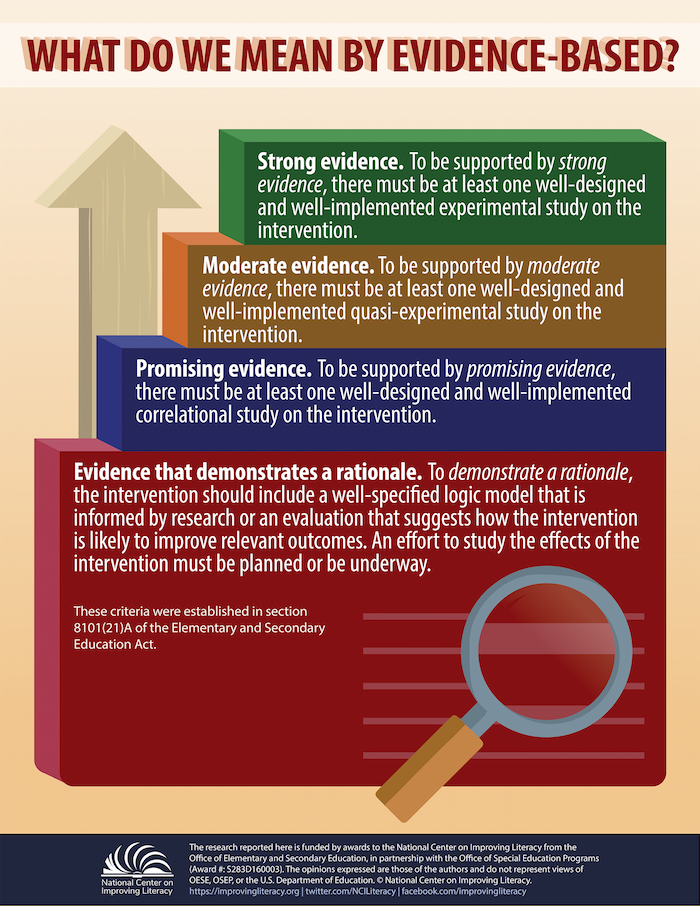 WHAT DO WE MEAN BY EVIDENCE-BASED?
Strong evidence. To be supported by strong
evidence, there must be at least one well-designed
and well-implemented experimental study on the
intervention.
Moderate evidence. To be supported by moderate
evidence, there must be at least one well-designed and
well-implemented quasi-experimental study on the
intervention.
Promising evidence. To be supported by promising evidence,
there must be at least one well-designed and well-implemented
correlational study on the intervention.
Evidence that demonstrates a rationale. To demonstrate a rationale,
the intervention should include a well-specified logic model that is
informed by research or an evaluation that suggests how the intervention
is likely to improve relevant outcomes. An effort to study the effects of the
intervention must be planned or be underway.
These criteria were established in section
8101(21)A of the Elementary and Secondary
Education Act.
National Center on
Improving Literacy
The research reported here is funded by awards to the National Center on Improving Literacy from the
Office of Elementary and Secondary Education, in partnership with the Office of Special Education Programs
(Award #: S283D160003). The opinions expressed are those of the authors and do not represent views of
OESE, OSEP, or the U.S. Department of Education. © National Center on Improving Literacy.
https://improvingliteracy.org | twitter.com/NCILiteracy | facebook.com/improvingliteracy